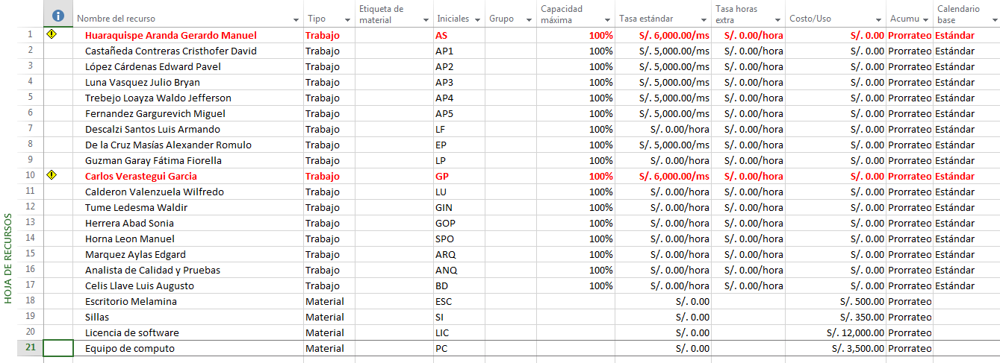 Nombre del recurso Tipo Etiqueta de material Iniciales Grupo Capacidad máxima Tasa estándar Tasa horas extra Costo/Uso Acumu Calendario base
1 Huaraquispe Aranda Gerardo Manuel Trabajo AS 100% S/. 6,000.00/ms S/. 0.00/hora S/. 0.00 Prorrateo Estándar
2 Castañeda Contreras Cristhofer David Trabajo AP1 100% S/. 5,000.00/ms S/. 0.00/hora S/. 0.00 Prorrateo Estándar
3 López Cárdenas Edward Pavel Trabajo AP2 100% S/. 5,000.00/ms S/. 0.00/hora S/. 0.00 Prorrateo Estándar
4 Luna Vasquez Julio Bryan Trabajo AP3 100% S/. 5,000.00/ms S/. 0.00/hora S/. 0.00 Prorrateo Estándar
5 Trebejo Loayza Waldo Jefferson Trabajo AP4 100% S/. 5,000.00/ms S/. 0.00/hora S/. 0.00 Prorrateo Estándar
6 Fernandez Gargurevich Miguel Trabajo AP5 100% S/. 5,000.00/ms S/. 0.00/hora S/. 0.00 Prorrateo Estándar
7 Descalzi Santos Luis Armando Trabajo LF 100% S/. 0.00/hora S/. 0.00/hora S/. 0.00 Prorrateo Estándar
8 De la Cruz Masías Alexander Romulo Trabajo EP 100% S/. 5,000.00/ms S/. 0.00/hora S/. 0.00 Prorrateo Estándar
9 Guzman Garay Fátima Fiorella Trabajo LP 100% S/. 0.00/hora S/. 0.00/hora S/. 0.00 Prorrateo Estándar
10 Carlos Verastegui Garcia Trabajo GP 100% S/. 6,000.00/ms S/. 0.00/hora S/. 0.00 Prorrateo Estándar
11 Calderon Valenzuela Wilfredo Trabajo LU 100% S/. 0.00/hora S/. 0.00/hora S/. 0.00 Prorrateo Estándar
12 Tume Ledesma Waldir Trabajo GIN 100% S/. 0.00/hora S/. 0.00/hora S/. 0.00 Prorrateo Estándar
13 Herrera Abad Sonia Trabajo GOP 100% S/. 0.00/hora S/. 0.00/hora S/. 0.00 Prorrateo Estándar
14 Horna Leon Manuel Trabajo SPO 100% S/. 0.00/hora S/. 0.00/hora S/. 0.00 Prorrateo Estándar
15 Marquez Aylas Edgard Trabajo ARQ 100% S/. 0.00/hora S/. 0.00/hora S/. 0.00 Prorrateo Estándar
16 Analista de Calidad y Pruebas Trabajo ANQ 100% S/. 0.00/hora S/. 0.00/hora S/. 0.00 Prorrateo Estándar
17 Celis Llave Luis Augusto Trabajo BD 100% S/. 0.00/hora S/. 0.00/hora S/. 0.00 Prorrateo Estándar
18 Escritorio Melamina Material ESC S/. 0.00 S/. 500.00 Prorrateo
19 Sillas Material SI S/. 0.00 S/. 350.00 Prorrateo
20 Licencia de software Material LIC S/. 0.00 S/. 12,000.00 Prorrateo
21 Equipo de computo Material PC S/. 0.00 S/. 3,500.00 Prorrateo
HOJA DE RECURSOS